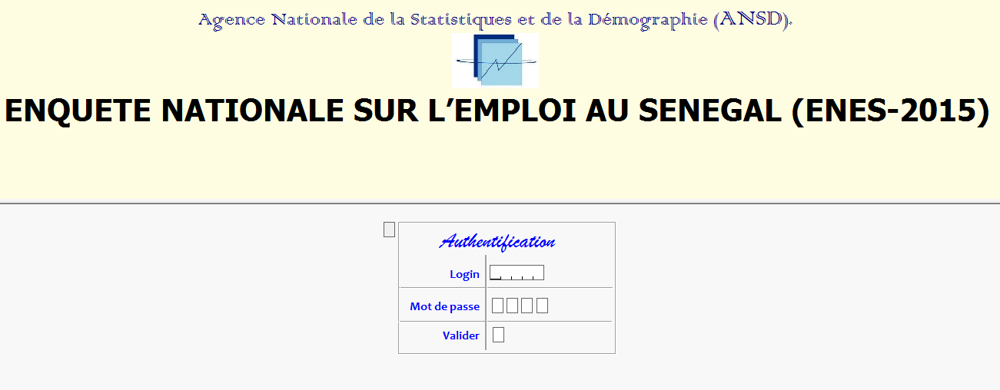 Agence Nationale de la Statistiques et de la Démographie (ANSD).
ENQUETE NATIONALE SUR L’EMPLOI AU SENEGAL (ENES-2015)
Authentification
Login
Mot de passe
Valider